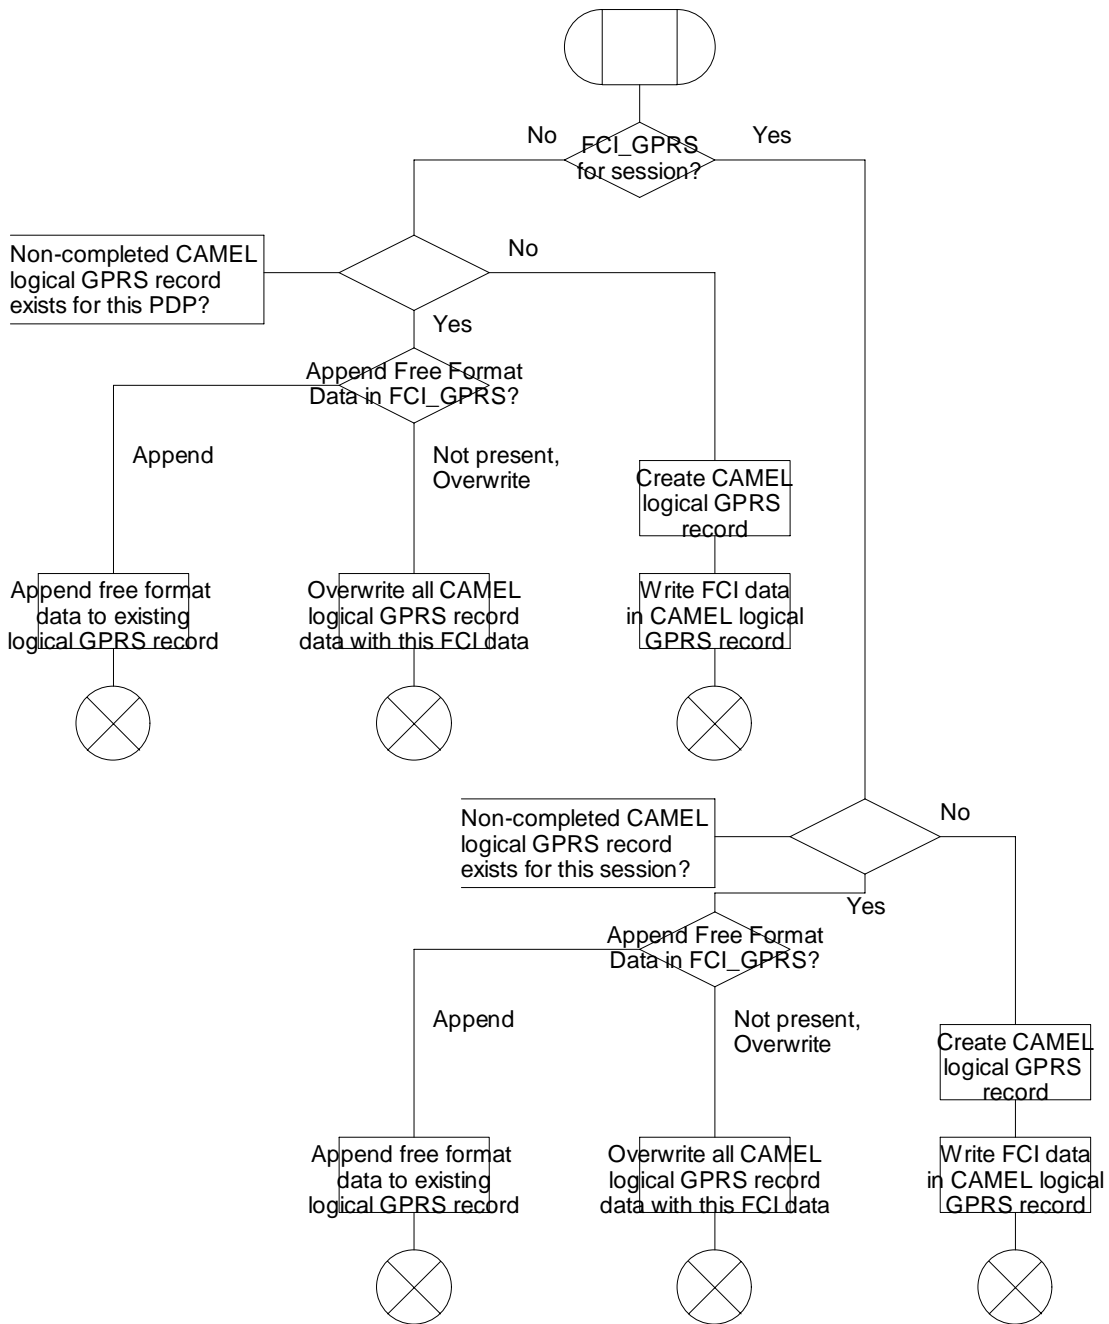 No
FCI_GPRS
for session?
Yes
Non-completed CAMEL
logical GPRS record
exists for this PDP?
No
Yes
Append Free Format
Data in FCI_GPRS?
Append
Not present,
Overwrite
Create CAMEL
logical GPRS
record
Append free format
data to existing
logical GPRS record
Overwrite all CAMEL
logical GPRS record
data with this FCI data
Write FCI data
in CAMEL logical
GPRS record
Non-completed CAMEL
logical GPRS record
exists for this session?
No
Yes
Append Free Format
Data in FCI_GPRS?
Append
Not present,
Overwrite
Create CAMEL
logical GPRS
record
Append free format
data to existing
logical GPRS record
Overwrite all CAMEL
logical GPRS record
data with this FCI data
Write FCI data
in CAMEL logical
GPRS record